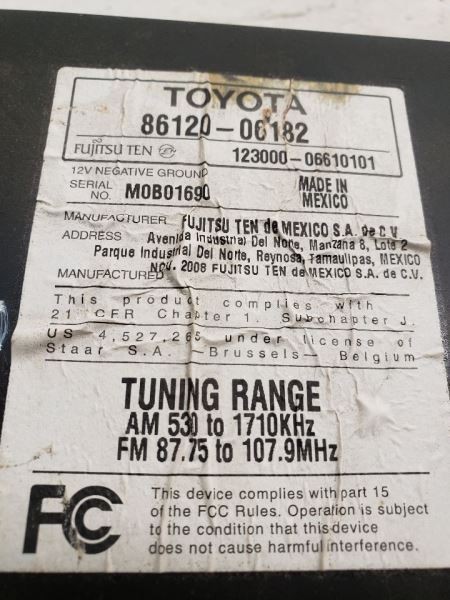 TOYOTA
86120-06182
FUJITSU TEN
123000-06610101
12V NEGATIVE GROUND
SERIAL NO. M0B01690
MADE IN MEXICO
MANUFACTURER FUJITSU TEN de MEXICO S.A. de C.V.
ADDRESS Avenida Industrial Del Norte, Manzana 8, Lote 2
Parque Industrial Del Norte, Reynosa, Tamaulipas, MEXICO
MANUFACTURED NOV. 2008 FUJITSU TEN de MEXICO S.A. de C.V.
This product complies with
21 CFR Chapter 1. Subchapter J.
US 4,527,265 under license of
Staar S.A. - Brussels - Belgium
TUNING RANGE
AM 530 to 1710KHz
FM 87.75 to 107.9MHz
FC This device complies with part 15
of the FCC Rules. Operation is subject
to the condition that this device
does not cause harmful interference.